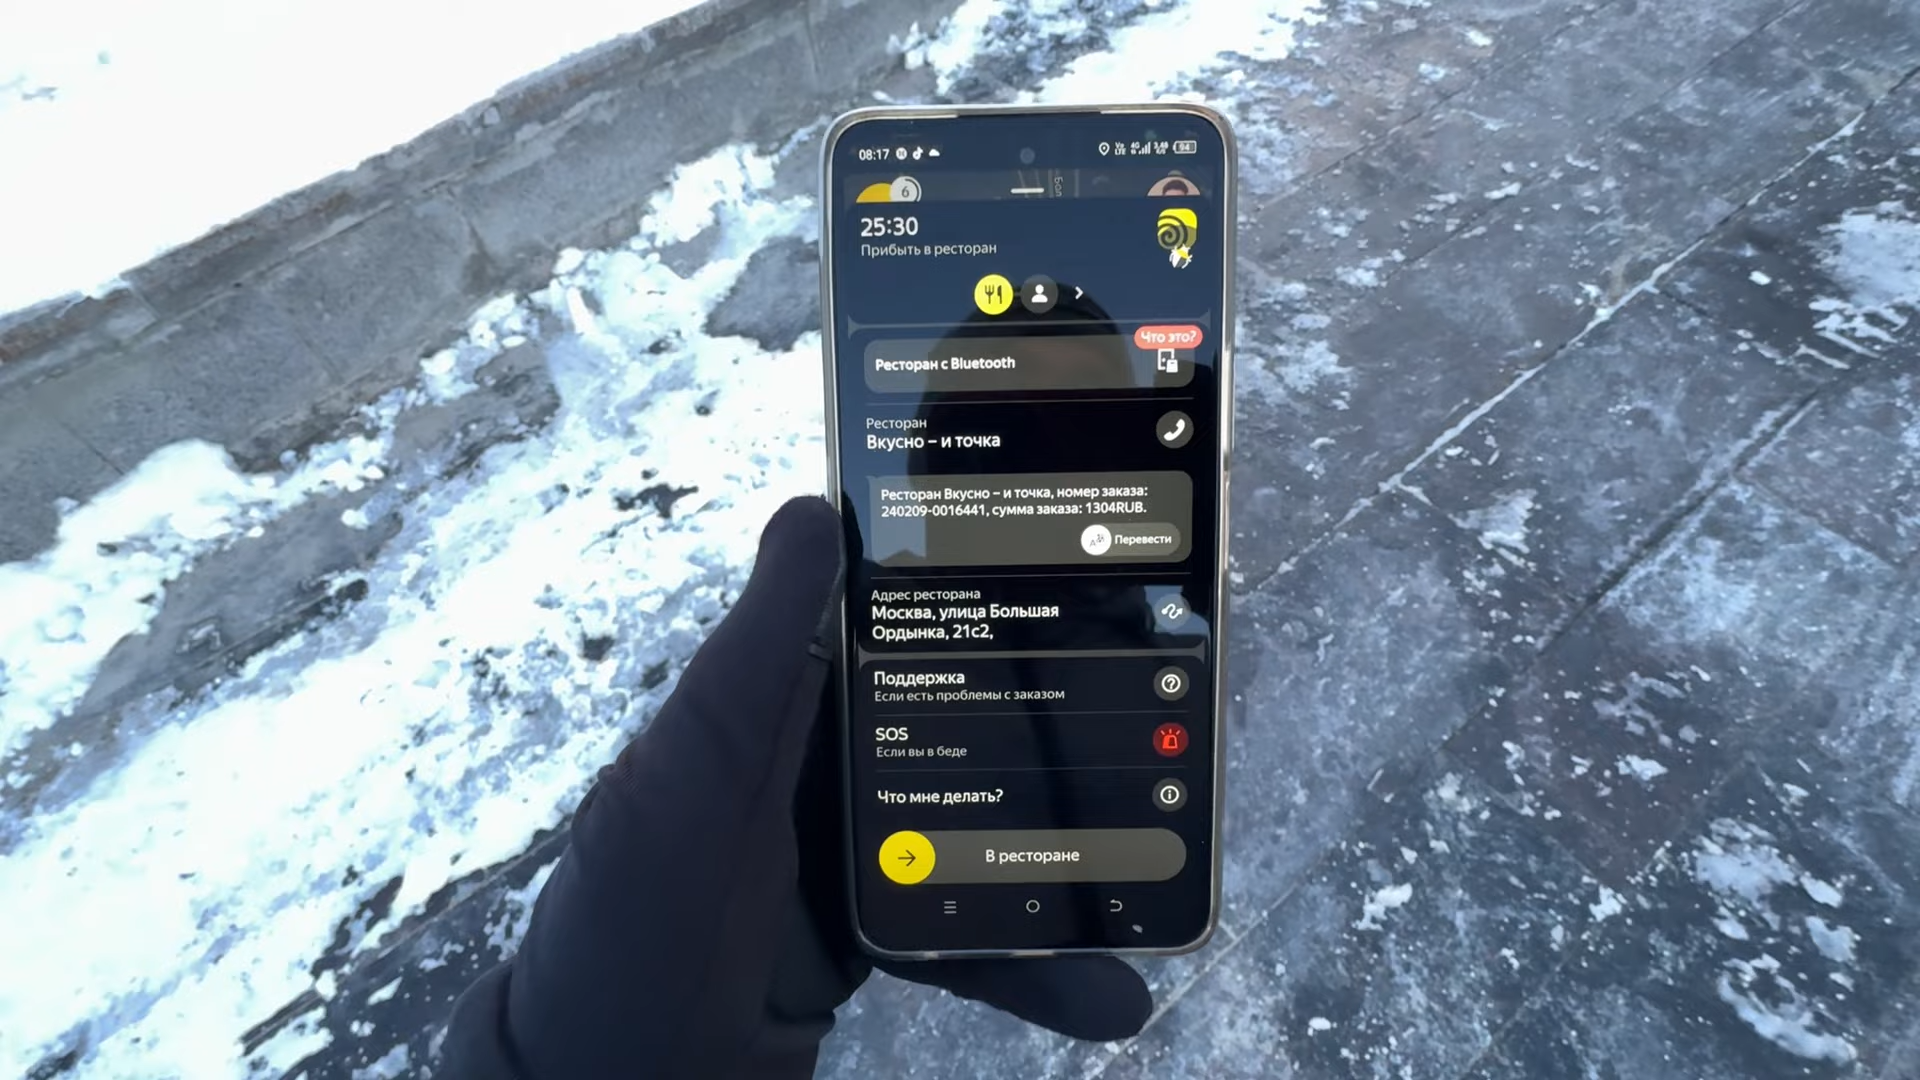 08:17
94
6
25:30
Прибыть в ресторан
Что это?
Ресторан с Bluetooth
Ресторан
Вкусно – и точка
Ресторан Вкусно – и точка, номер заказа:
240209-0016441, сумма заказа: 1304RUB.
Перевести
Адрес ресторана
Москва, улица Большая
Ордынка, 21с2,
Поддержка
Если есть проблемы с заказом
SOS
Если вы в беде
Что мне делать?
В ресторане